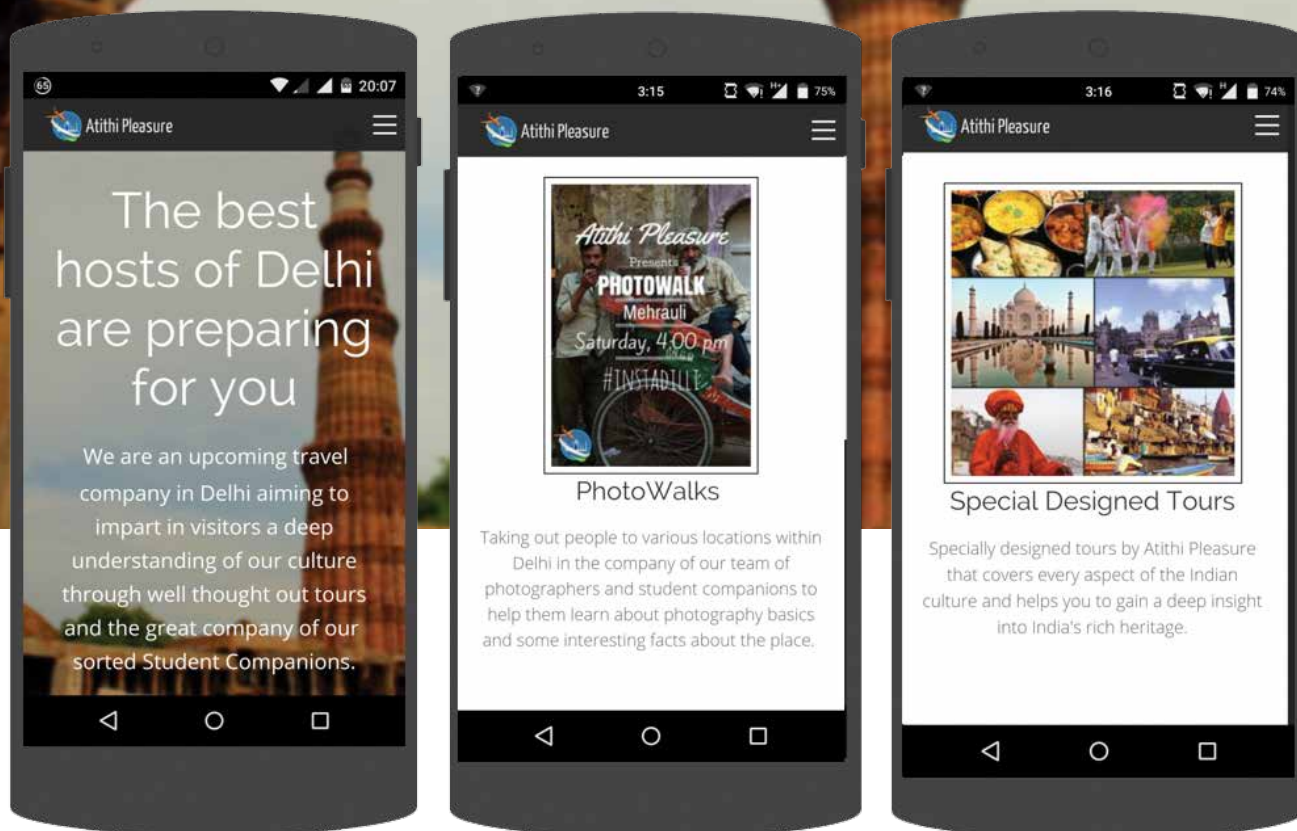 65
20:07
Atithi Pleasure
The best
hosts of Delhi
are preparing
for you
We are an upcoming travel
company in Delhi aiming to
impart in visitors a deep
understanding of our culture
through well thought out tours
and the great company of our
sorted Student Companions.
3:15
75%
Atithi Pleasure
Atithi Pleasure
Presents
PHOTOWALK
Mehrauli
Saturday, 4:00 pm
#INSTADILLI
PhotoWalks
Taking out people to various locations within
Delhi in the company of our team of
photographers and student companions to
help them learn about photography basics
and some interesting facts about the place.
3:16
H
74%
Atithi Pleasure
Special Designed Tours
Specially designed tours by Atithi Pleasure
that covers every aspect of the Indian
culture and helps you to gain a deep insight
into India's rich heritage.